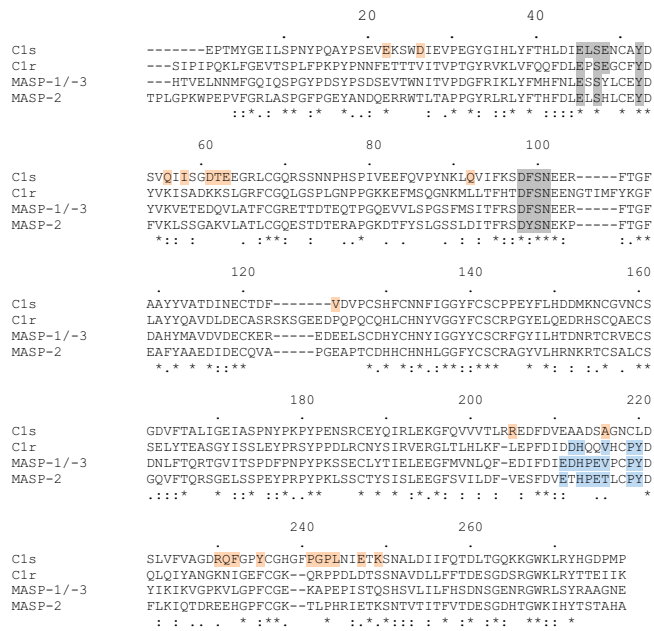 20 40
C1s -------EPTMYGEILSPNYPQAYPSEVEKSWDIEVPEGYGIHLYFTHLDIELSENCAYD
C1r ---SIPIPQKLFGEVTSPLFPKPYPNNFETTTVITVPTGYRVKLVFQQFDLEPSEGCFYD
MASP-1/-3 ---HTVELNNMFGQIQSPGYPDSYPSDSEVTWNITVPDGFRIKLYFMHFNLESSYLCEYD
MASP-2 TPLGPKWPEPVFGRLASPGFPGEYANDQERRWTLTAPPGYRLRLYFTHFDLELSHLCEYD
60 80 100
C1s SVQIISGDTEEGRLCGQRSSNNPHSPIVEEFQVPYNKLQVIFKSDFSNEER-----FTGF
C1r YVKISADKKSLGRFCGQLGSPLGNPPGKKEFMSQGNKMLLTFHTDFSNEENGTIMFYKGF
MASP-1/-3 YVKVETEDQVLATFCGRETTDTEQTPGQEVVLSPGSFMSITFRSDFSNEER-----FTGF
MASP-2 FVKLSSGAKVLATLCGQESTDTERAPGKDTFYSLGSSLDITFRSDYSNEKP-----FTGF
120 140 160
C1s AAYYVATDINECTDF-------VDVPCSHFCNNFIGGYFCSCPPEYFLHDDMKNCGVNCS
C1r LAYYQAVDLDECASRSKSGEEDPQPQCQHLCHNYVGGYFCSCRPGYELQEDRHSCQAECS
MASP-1/-3 DAHYMAVDVDECKER----EDEELSCDHYCHNYIGGYYCSCRFGYILHTDNRTCRVECS
MASP-2 EAFYAAEDIDECQVA----PGEAPTCDHHCHNHLGGFYCSCRAGYVLHRNKRTCSALCS
180 200 220
C1s GDVFTALIGEIASPNYPKPYPENSRCEYQIRLEKGFQVVVTLRREDFDVEAADSAGNCLD
C1r SELYTEASGYISSLEYPRSYPPDLRCNYSIRVERGLTLHLKF-LEPFDIDDHQQVHCPYD
MASP-1/-3 DNLFTQRTGVITSPDFPNPYPKSSECLYTIELEEGFMVNLQF-EDIFDIEDHPEVPCPYD
MASP-2 GQVFTQRSGELSSPEYPRPYPKLSSCTYSISLEEGFSVILDF-VESFDVETHPETLCPYD
240 260
C1s SLVFVAGDRQFGPYCGHGFPGPLNIETKSNALDIIFQTDLTGQKKGWKLRYHGDPMP
C1r QLQIYANGKNIGEFCGK--QRPPDLDTSSNAVDLLFFTDESGDSRGWKLRYTTEIIK
MASP-1/-3 YIKIKVGPKVLGPFCGE--KAPEPISTQSHSVLILFHSDNSGENRGWRLSYRAAGNE
MASP-2 FLKIQTDREEHGPFCGK--TLPHRIETKSNTVTITFVTDESGDHTGWKIHYTSTAHA